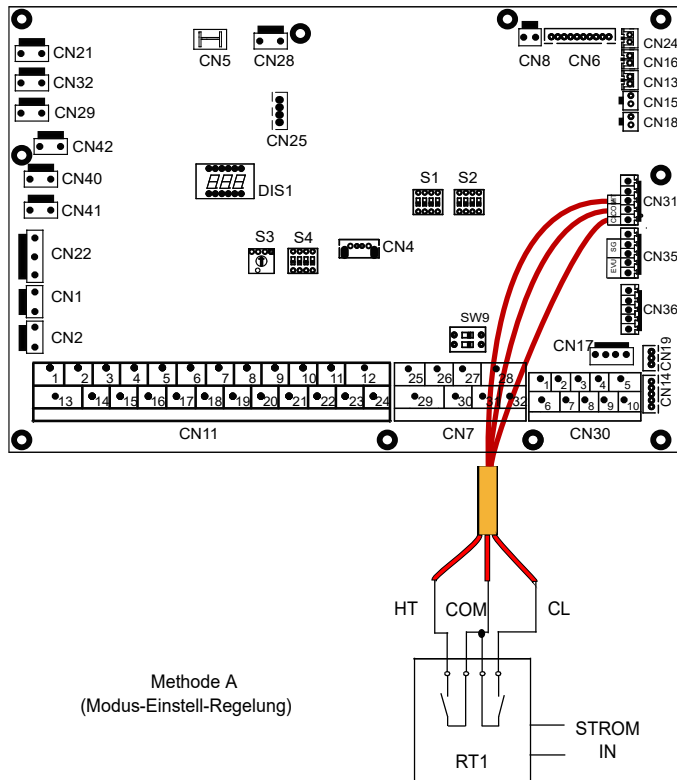 CN21
CN32
CN29
CN42
CN40
CN41
CN22
CN1
CN2
CN5
CN28
CN25
DIS1
S3
S4
CN4
S1
S2
SW9
CN8
CN6
CN24
CN16
CN13
CN15
CN18
CN31
CN35
CN36
CN17
CN19
CN14
EVU SG
1 2 3 4 5 6 7 8 9 10 11 12
13 14 15 16 17 18 19 20 21 22 23 24
CN11
25 26 27 28
29 30 31 32
CN7
1 2 3 4 5
6 7 8 9 10
CN30
HT COM CL
Methode A
(Modus-Einstell-Regelung)
RT1
STROM
IN